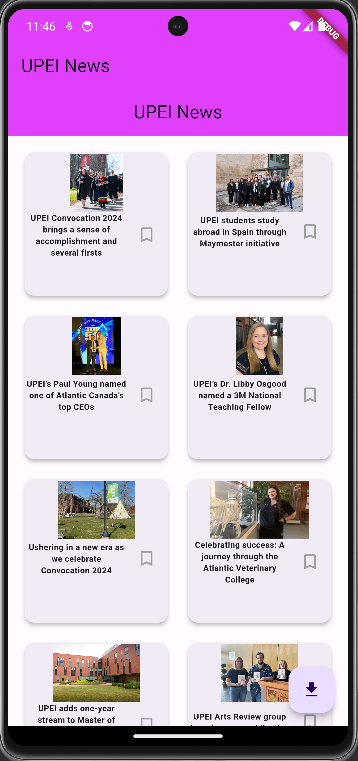 11:46
DEBUG
UPEI News
UPEI News
UPEI Convocation 2024
brings a sense of
accomplishment and
several firsts
UPEI students study
abroad in Spain through
Maymester initiative
UPEI's Paul Young named
one of Atlantic Canada's
top CEOs
UPEI's Dr. Libby Osgood
named a 3M National
Teaching Fellow
Ushering in a new era as
we celebrate
Convocation 2024
Celebrating success: A
journey through the
Atlantic Veterinary
College
UPEI adds one-year
stream to Master of
UPEI Arts Review group